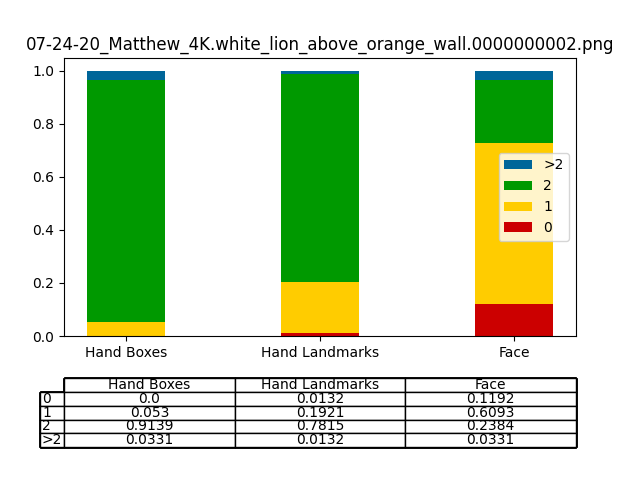 07-24-20_Matthew_4K.white_lion_above_orange_wall.0000000002.png
1.0
0.8
0.6
0.4
0.2
0.0
>2
2
1
0
Hand Boxes Hand Landmarks Face
Hand Boxes Hand Landmarks Face
0 0.0 0.0132 0.1192
1 0.053 0.1921 0.6093
2 0.9139 0.7815 0.2384
>2 0.0331 0.0132 0.0331